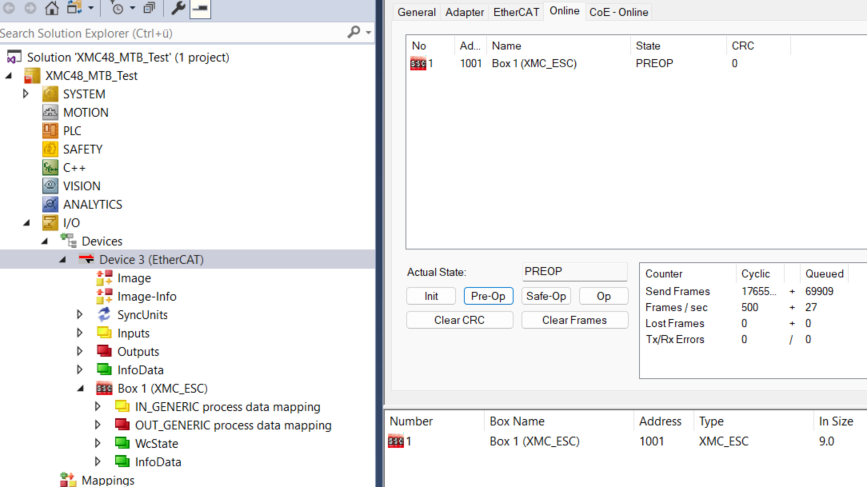 Search Solution Explorer (Ctrl+ü)
Solution 'XMC48_MTB_Test' (1 project)
XMC48_MTB_Test
SYSTEM
MOTION
PLC
SAFETY
C++
VISION
ANALYTICS
I/O
Devices
Device 3 (EtherCAT)
Image
Image-Info
SyncUnits
Inputs
Outputs
InfoData
Box 1 (XMC_ESC)
IN_GENERIC process data mapping
OUT_GENERIC process data mapping
WcState
InfoData
Mappings
General Adapter EtherCAT Online CoE - Online
No Ad... Name State CRC
1 1001 Box 1 (XMC_ESC) PREOP 0
Actual State: PREOP
Init Pre-Op Safe-Op Op
Clear CRC Clear Frames
Counter Cyclic Queued
Send Frames 17655... + 69909
Frames / sec 500 + 27
Lost Frames 0 + 0
Tx/Rx Errors 0 / 0
Number Box Name Address Type In Size
1 Box 1 (XMC_ESC) 1001 XMC_ESC 9.0